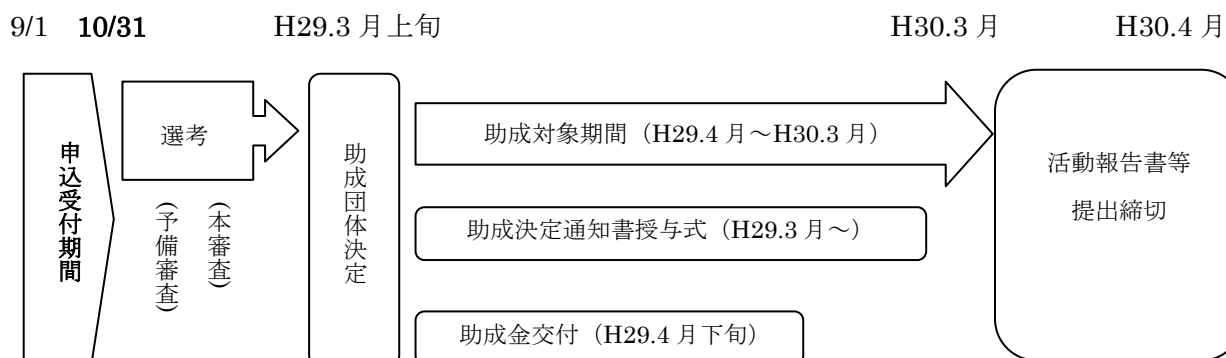 9/1 10/31 H29.3 月上旬 H30.3 月 H30.4 月
申込受付期間
選考
(予備審査)
(本審査)
助成団体決定
助成対象期間（H29.4 月～H30.3 月）
助成決定通知書授与式（H29.3 月～）
助成金交付（H29.4 月下旬）
活動報告書等
提出締切